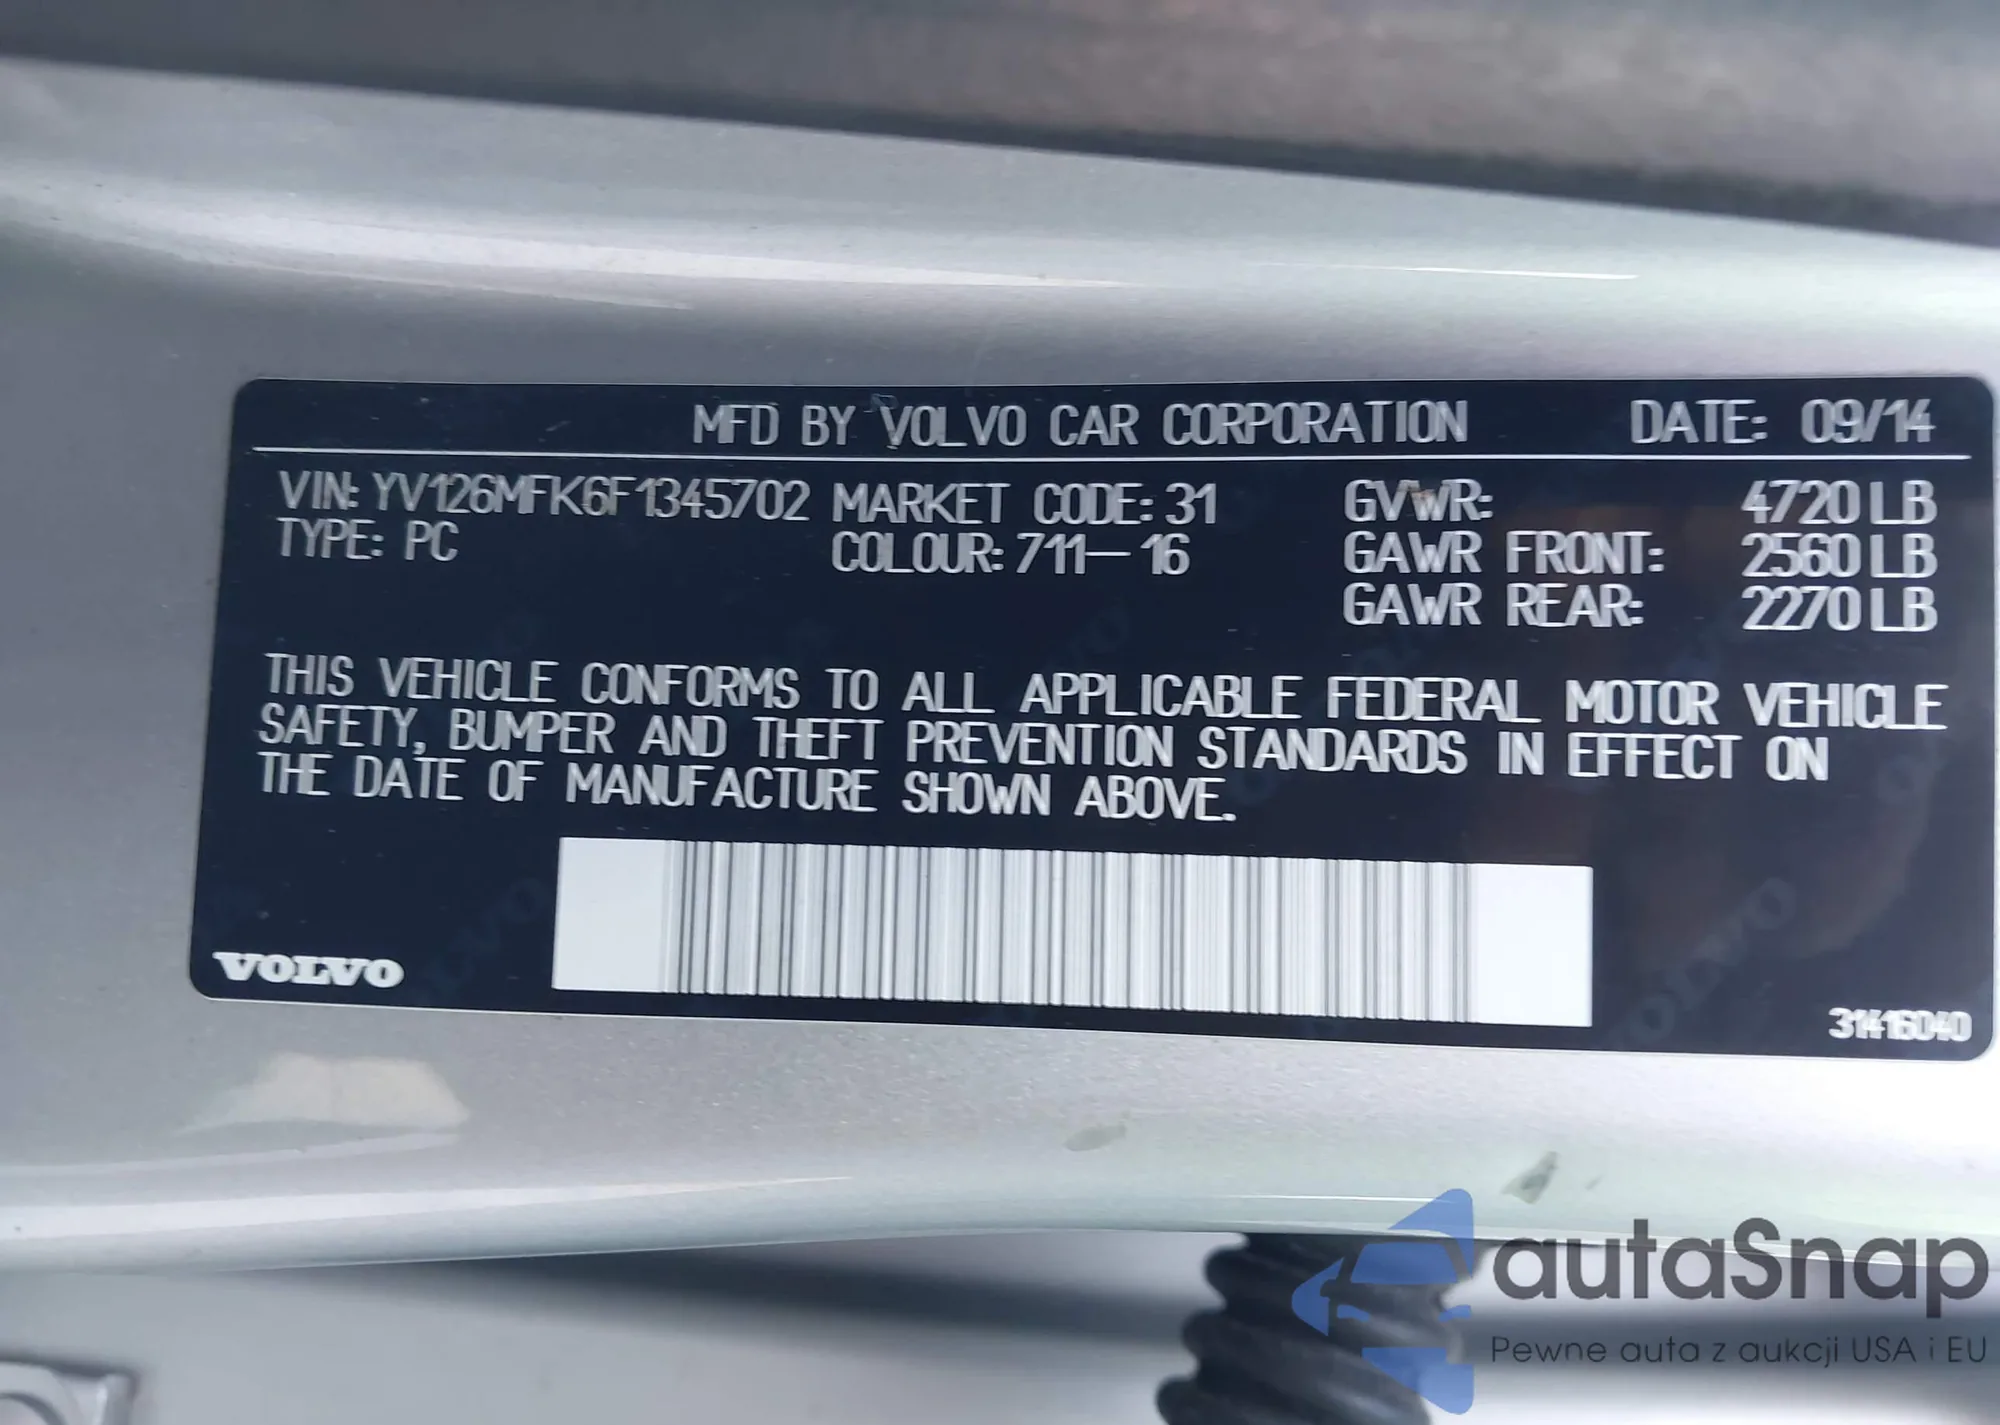 MFD BY VOLVO CAR CORPORATION DATE: 09/14
VIN: YV126MFK6F1345702 MARKET CODE: 31 GVWR: 4720 LB
TYPE: PC COLOUR: 711-16 GAWR FRONT: 2560 LB
GAWR REAR: 2270 LB
THIS VEHICLE CONFORMS TO ALL APPLICABLE FEDERAL MOTOR VEHICLE
SAFETY, BUMPER AND THEFT PREVENTION STANDARDS IN EFFECT ON
THE DATE OF MANUFACTURE SHOWN ABOVE.
VOLVO
31416040
autaSnap
Pewne auta z aukcji USA i EU